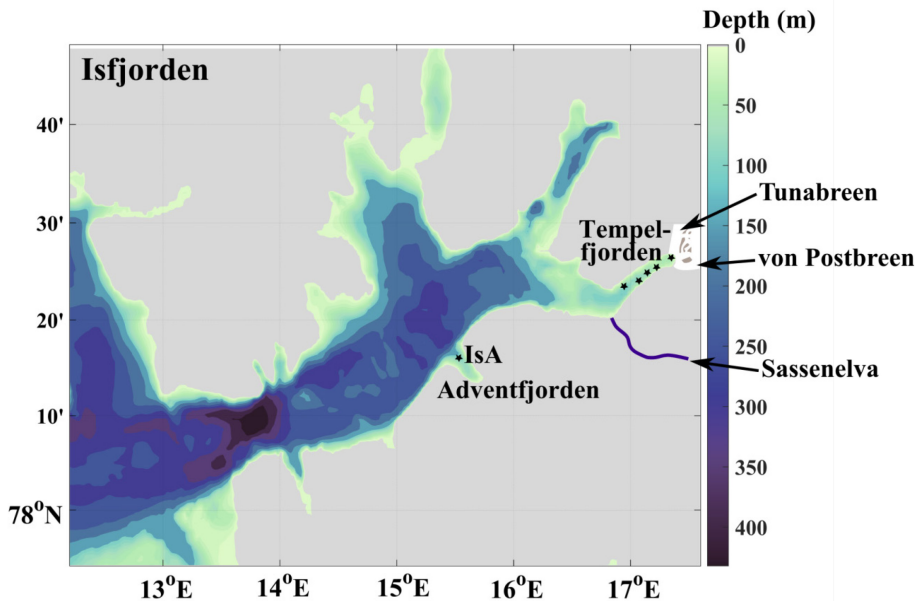 Depth (m)
Isfjorden
0
50
100
150
200
250
300
350
400
40'
30'
20'
10'
78°N
Tunabreen
Tempel-
fjorden
von Postbreen
IsA
Adventfjorden
Sassenelva
13°E
14°E
15°E
16°E
17°E